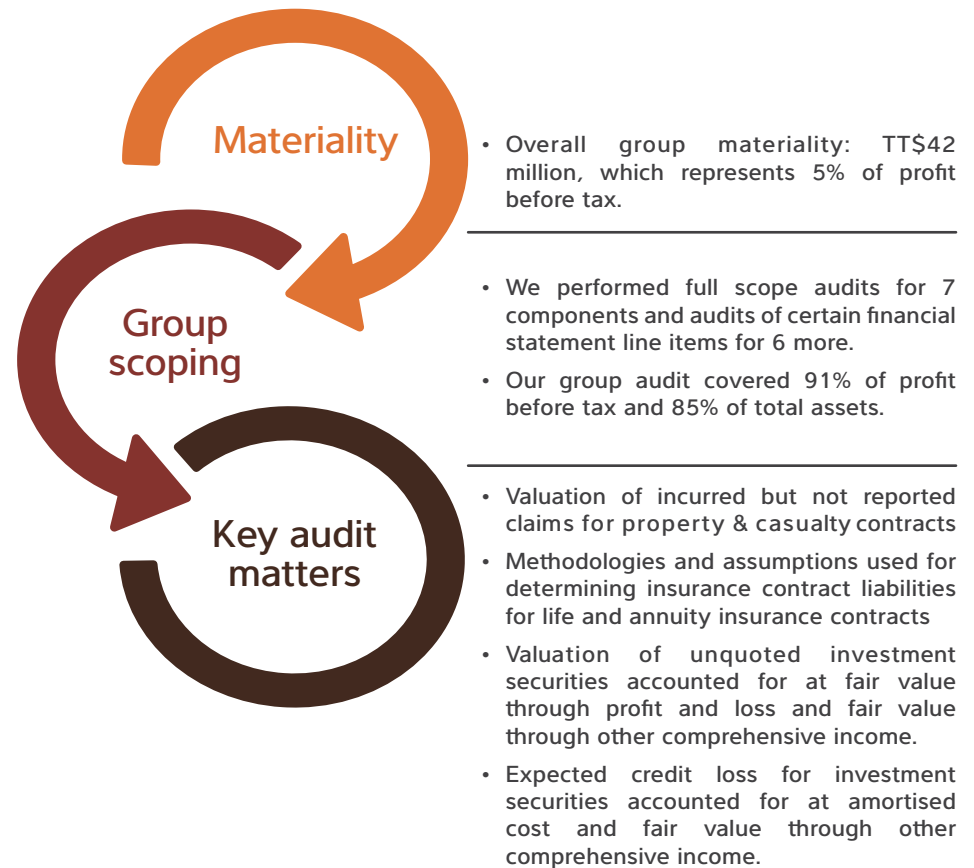 Materiality
• Overall group materiality: TT$42
million, which represents 5% of profit
before tax.
Group
scoping
• We performed full scope audits for 7
components and audits of certain financial
statement line items for 6 more.
• Our group audit covered 91% of profit
before tax and 85% of total assets.
Key audit
matters
• Valuation of incurred but not reported
claims for property & casualty contracts
• Methodologies and assumptions used for
determining insurance contract liabilities
for life and annuity insurance contracts
• Valuation of unquoted investment
securities accounted for at fair value
through profit and loss and fair value
through other comprehensive income.
• Expected credit loss for investment
securities accounted for at amortised
cost and fair value through other
comprehensive income.